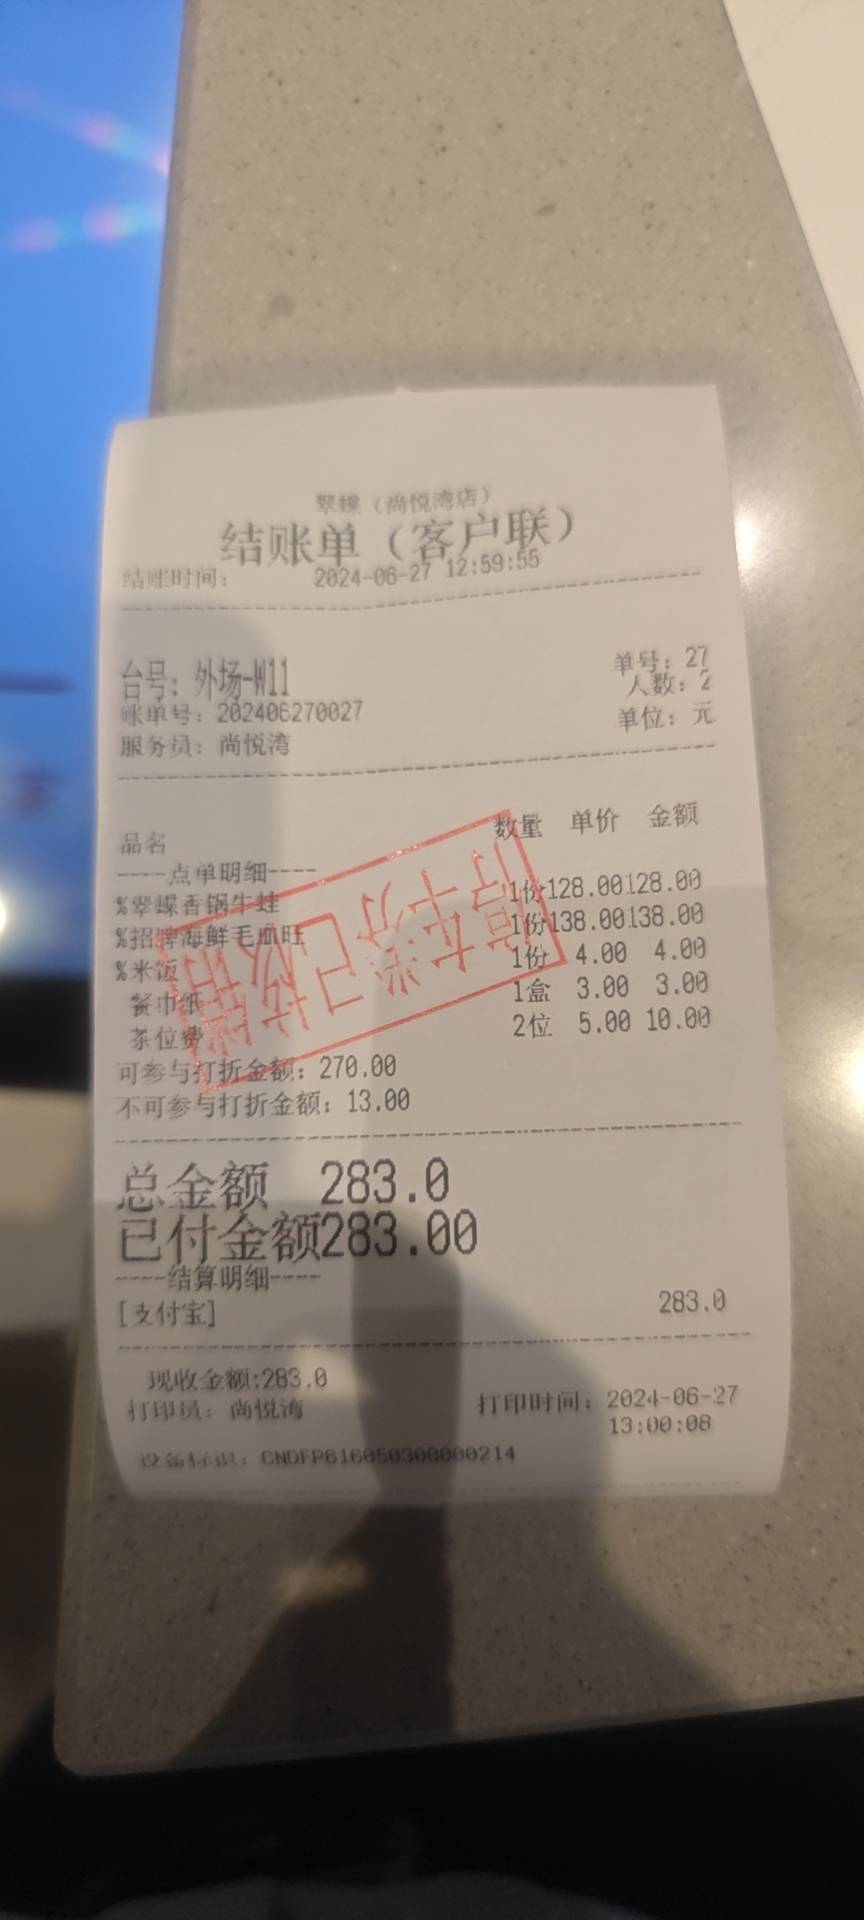 翠蝶（尚悦湾店）
结账单（客户联）
结账时间： 2024-06-27 12:59:55
台号：外场-W11 单号：27
人数：2
账单号：202406270027 单位：元
服务员：尚悦湾
品名 数量 单价 金额
----点单明细----
%翠蝶香锅牛蛙 1份 128.00 128.00
%招牌海鲜毛血旺 1份 138.00 138.00
%米饭 1份 4.00 4.00
餐巾纸 1盒 3.00 3.00
茶位费 2位 5.00 10.00
可参与打折金额：270.00
不可参与打折金额：13.00
总金额 283.0
已付金额283.00
----结算明细----
[支付宝] 283.0
现收金额:283.0
打印员：尚悦湾 打印时间：2024-06-27
13:00:08
设备标识：CNDFP616050300000214